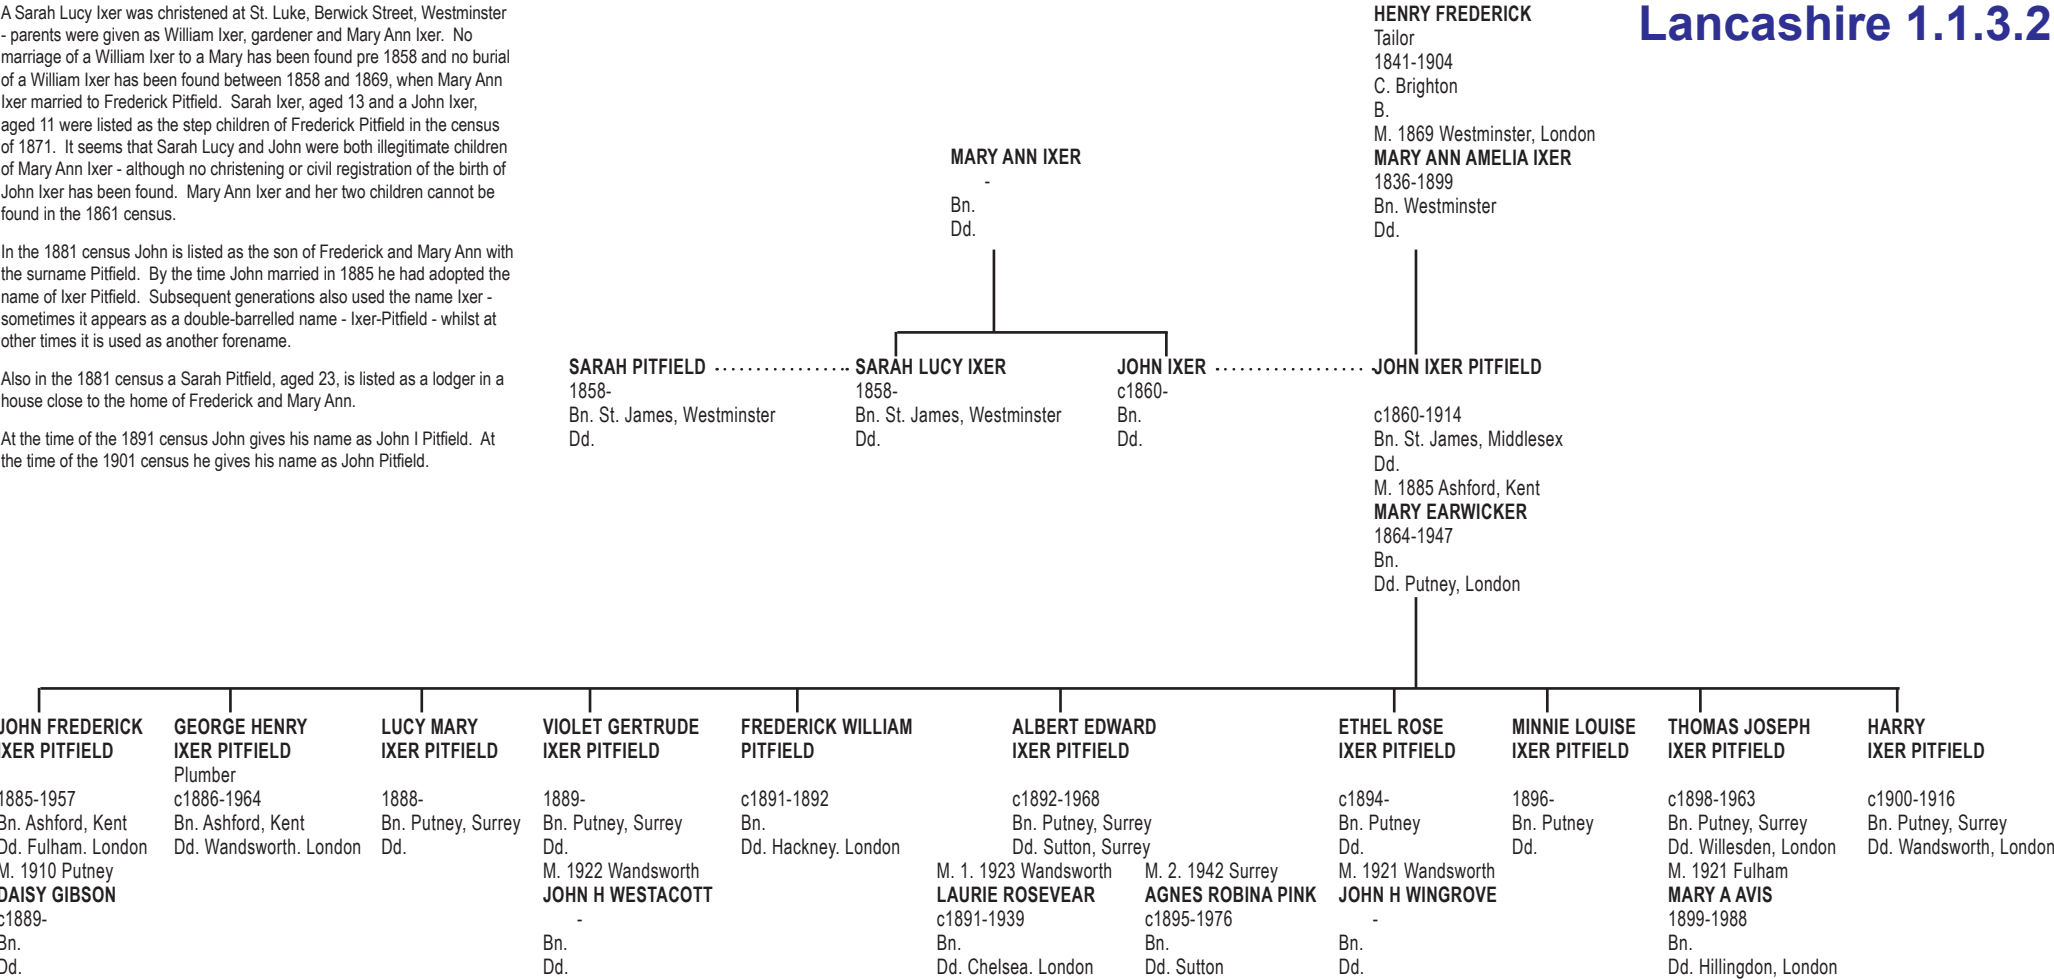 A Sarah Lucy Ixer was christened at St. Luke, Berwick Street, Westminster
- parents were given as William Ixer, gardener and Mary Ann Ixer. No
marriage of a William Ixer to a Mary has been found pre 1858 and no burial
of a William Ixer has been found between 1858 and 1869, when Mary Ann
Ixer married to Frederick Pitfield. Sarah Ixer, aged 13 and a John Ixer,
aged 11 were listed as the step children of Frederick Pitfield in the census
of 1871. It seems that Sarah Lucy and John were both illegitimate children
of Mary Ann Ixer - although no christening or civil registration of the birth of
John Ixer has been found. Mary Ann Ixer and her two children cannot be
found in the 1861 census.
In the 1881 census John is listed as the son of Frederick and Mary Ann with
the surname Pitfield. By the time John married in 1885 he had adopted the
name of Ixer Pitfield. Subsequent generations also used the name Ixer -
sometimes it appears as a double-barrelled name - Ixer-Pitfield - whilst at
other times it is used as another forename.
Also in the 1881 census a Sarah Pitfield, aged 23, is listed as a lodger in a
house close to the home of Frederick and Mary Ann.
At the time of the 1891 census John gives his name as John I Pitfield. At
the time of the 1901 census he gives his name as John Pitfield.
Lancashire 1.1.3.2
HENRY FREDERICK
Tailor
1841-1904
C. Brighton
B.
M. 1869 Westminster, London
MARY ANN AMELIA IXER
1836-1899
Bn. Westminster
Dd.
MARY ANN IXER
-
Bn.
Dd.
SARAH PITFIELD
1858-
Bn. St. James, Westminster
Dd.
SARAH LUCY IXER
1858-
Bn. St. James, Westminster
Dd.
JOHN IXER
c1860-
Bn.
Dd.
JOHN IXER PITFIELD
c1860-1914
Bn. St. James, Middlesex
Dd.
M. 1885 Ashford, Kent
MARY EARWICKER
1864-1947
Bn.
Dd. Putney, London
JOHN FREDERICK
IXER PITFIELD
1885-1957
Bn. Ashford, Kent
Dd. Fulham. London
M. 1910 Putney
DAISY GIBSON
c1889-
Bn.
Dd.
GEORGE HENRY
IXER PITFIELD
Plumber
c1886-1964
Bn. Ashford, Kent
Dd. Wandsworth. London
LUCY MARY
IXER PITFIELD
1888-
Bn. Putney, Surrey
Dd.
VIOLET GERTRUDE
IXER PITFIELD
1889-
Bn. Putney, Surrey
Dd.
M. 1922 Wandsworth
JOHN H WESTACOTT
-
Bn.
Dd.
FREDERICK WILLIAM
PITFIELD
c1891-1892
Bn.
Dd. Hackney. London
ALBERT EDWARD
IXER PITFIELD
c1892-1968
Bn. Putney, Surrey
Dd. Sutton, Surrey
M. 1. 1923 Wandsworth
LAURIE ROSEVEAR
c1891-1939
Bn.
Dd. Chelsea. London
M. 2. 1942 Surrey
AGNES ROBINA PINK
c1895-1976
Bn.
Dd. Sutton
ETHEL ROSE
IXER PITFIELD
c1894-
Bn. Putney
Dd.
M. 1921 Wandsworth
JOHN H WINGROVE
-
Bn.
Dd.
MINNIE LOUISE
IXER PITFIELD
1896-
Bn. Putney
Dd.
THOMAS JOSEPH
IXER PITFIELD
c1898-1963
Bn. Putney, Surrey
Dd. Willesden, London
M. 1921 Fulham
MARY A AVIS
1899-1988
Bn.
Dd. Hillingdon, London
HARRY
IXER PITFIELD
c1900-1916
Bn. Putney, Surrey
Dd. Wandsworth, London